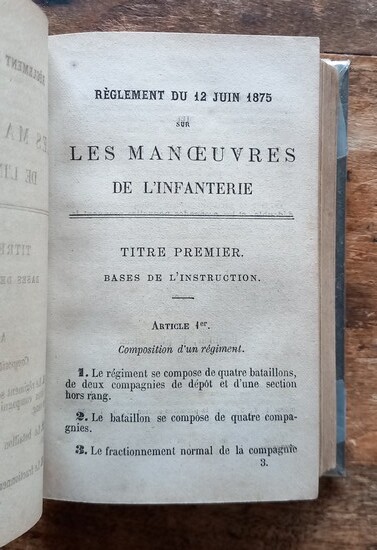 RÈGLEMENT DU 12 JUIN 1875
SUR
LES MANŒUVRES
DE L'INFANTERIE
TITRE PREMIER.
BASES DE L'INSTRUCTION.
ARTICLE 1er.
Composition d'un régiment.
1. Le régiment se compose de quatre bataillons,
de deux compagnies de dépôt et d'une section
hors rang.
2. Le bataillon se compose de quatre compa-
gnies.
3. Le fractionnement normal de la compagnie
3.